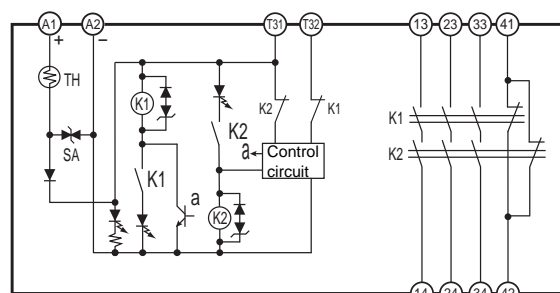 A1 A2 T31 T32 13 23 33 41
+ −
TH
K1
K2 K1
K1
SA
K2
a
Control
circuit
K2
K1
a
K2
14 24 34 42